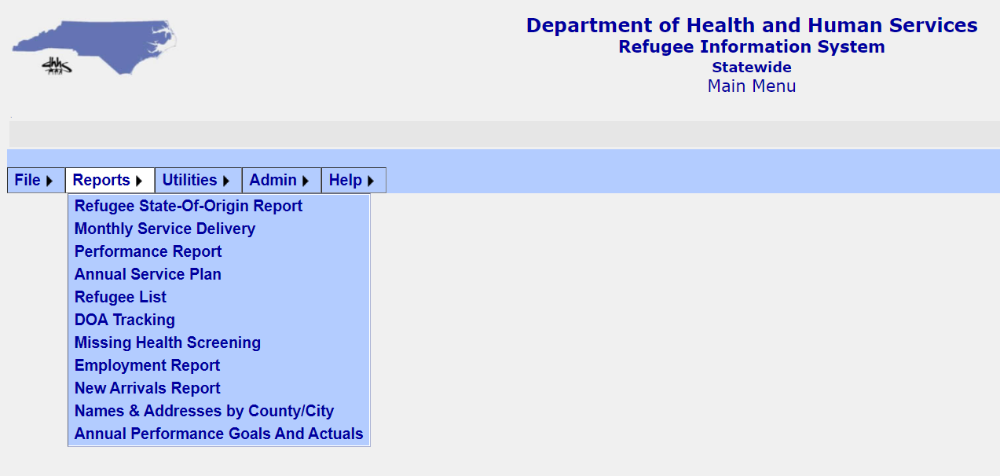 Department of Health and Human Services
Refugee Information System
Statewide
Main Menu
dhhs
File Reports Utilities Admin Help
Refugee State-Of-Origin Report
Monthly Service Delivery
Performance Report
Annual Service Plan
Refugee List
DOA Tracking
Missing Health Screening
Employment Report
New Arrivals Report
Names & Addresses by County/City
Annual Performance Goals And Actuals